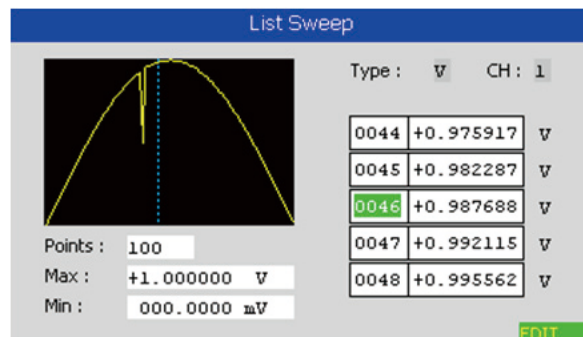 List Sweep
Type : V CH : 1
0044 +0.975917 V
0045 +0.982287 V
0046 +0.987688 V
0047 +0.992115 V
0048 +0.995562 V
Points : 100
Max : +1.000000 V
Min : 000.0000 mV
EDIT